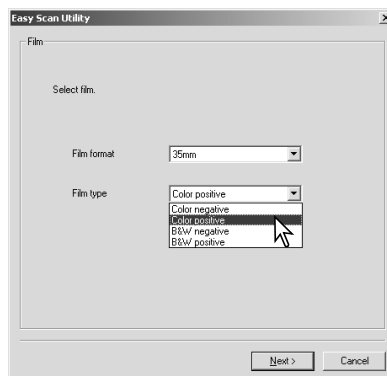 Easy Scan Utility
Film
Select film.
Film format 35mm
Film type Color positive
Color negative
Color positive
B&W negative
B&W positive
Next > Cancel